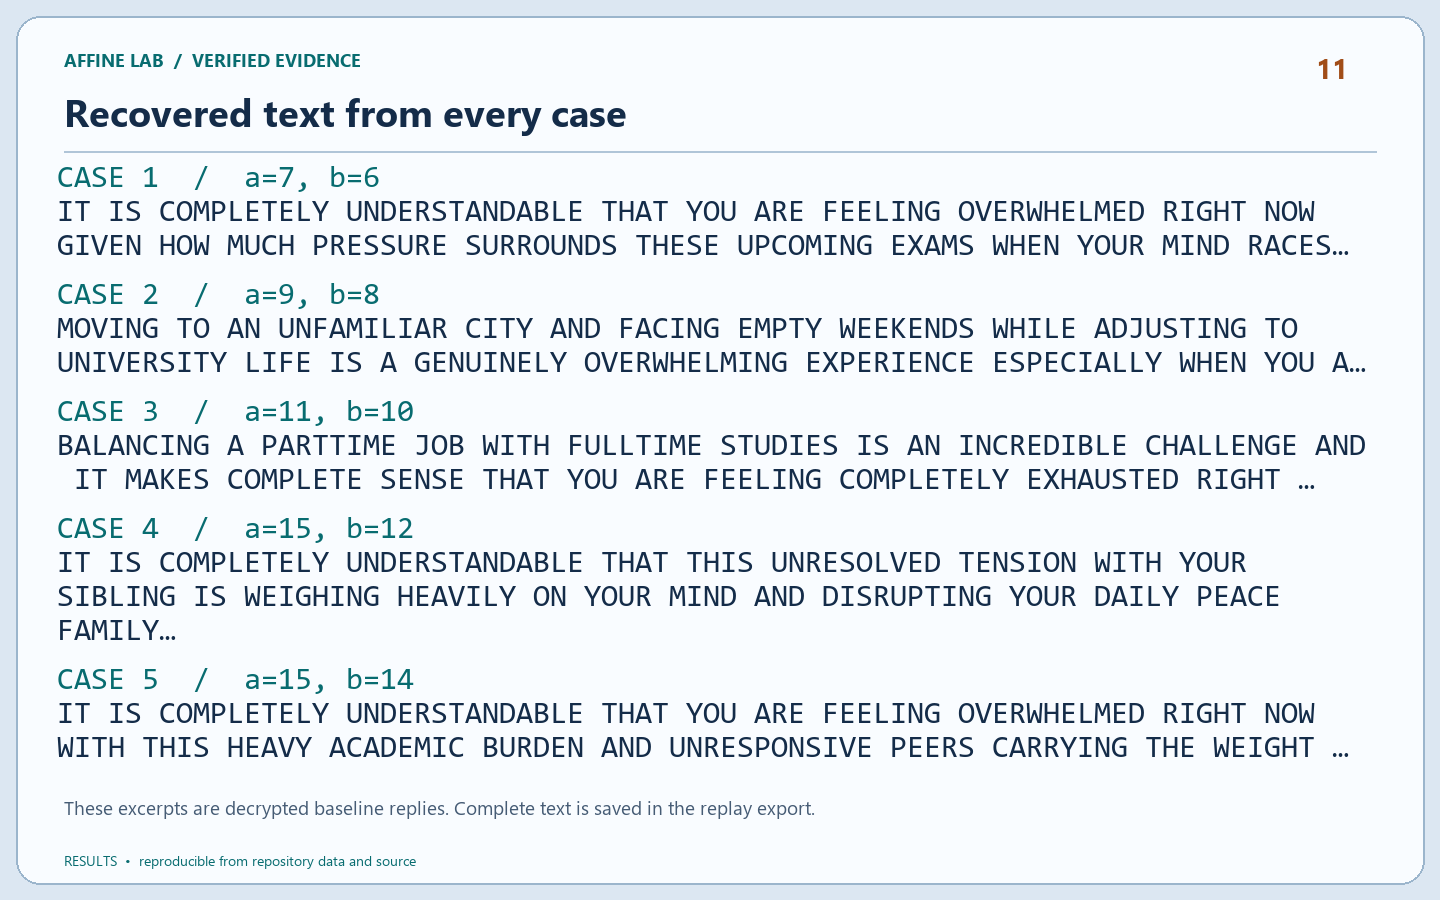 AFFINE LAB / VERIFIED EVIDENCE
11
Recovered text from every case
CASE 1 / a=7, b=6
IT IS COMPLETELY UNDERSTANDABLE THAT YOU ARE FEELING OVERWHELMED RIGHT NOW
GIVEN HOW MUCH PRESSURE SURROUNDS THESE UPCOMING EXAMS WHEN YOUR MIND RACES…
CASE 2 / a=9, b=8
MOVING TO AN UNFAMILIAR CITY AND FACING EMPTY WEEKENDS WHILE ADJUSTING TO
UNIVERSITY LIFE IS A GENUINELY OVERWHELMING EXPERIENCE ESPECIALLY WHEN YOU A…
CASE 3 / a=11, b=10
BALANCING A PARTTIME JOB WITH FULLTIME STUDIES IS AN INCREDIBLE CHALLENGE AND
IT MAKES COMPLETE SENSE THAT YOU ARE FEELING COMPLETELY EXHAUSTED RIGHT …
CASE 4 / a=15, b=12
IT IS COMPLETELY UNDERSTANDABLE THAT THIS UNRESOLVED TENSION WITH YOUR
SIBLING IS WEIGHING HEAVILY ON YOUR MIND AND DISRUPTING YOUR DAILY PEACE
FAMILY…
CASE 5 / a=15, b=14
IT IS COMPLETELY UNDERSTANDABLE THAT YOU ARE FEELING OVERWHELMED RIGHT NOW
WITH THIS HEAVY ACADEMIC BURDEN AND UNRESPONSIVE PEERS CARRYING THE WEIGHT …
These excerpts are decrypted baseline replies. Complete text is saved in the replay export.
RESULTS • reproducible from repository data and source